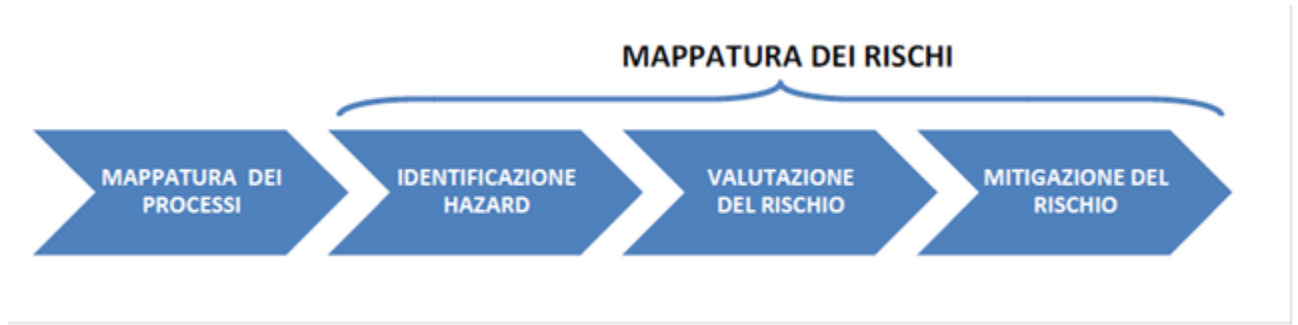 MAPPATURA DEI RISCHI
MAPPATURA DEI
PROCESSI
IDENTIFICAZIONE
HAZARD
VALUTAZIONE
DEL RISCHIO
MITIGAZIONE DEL
RISCHIO